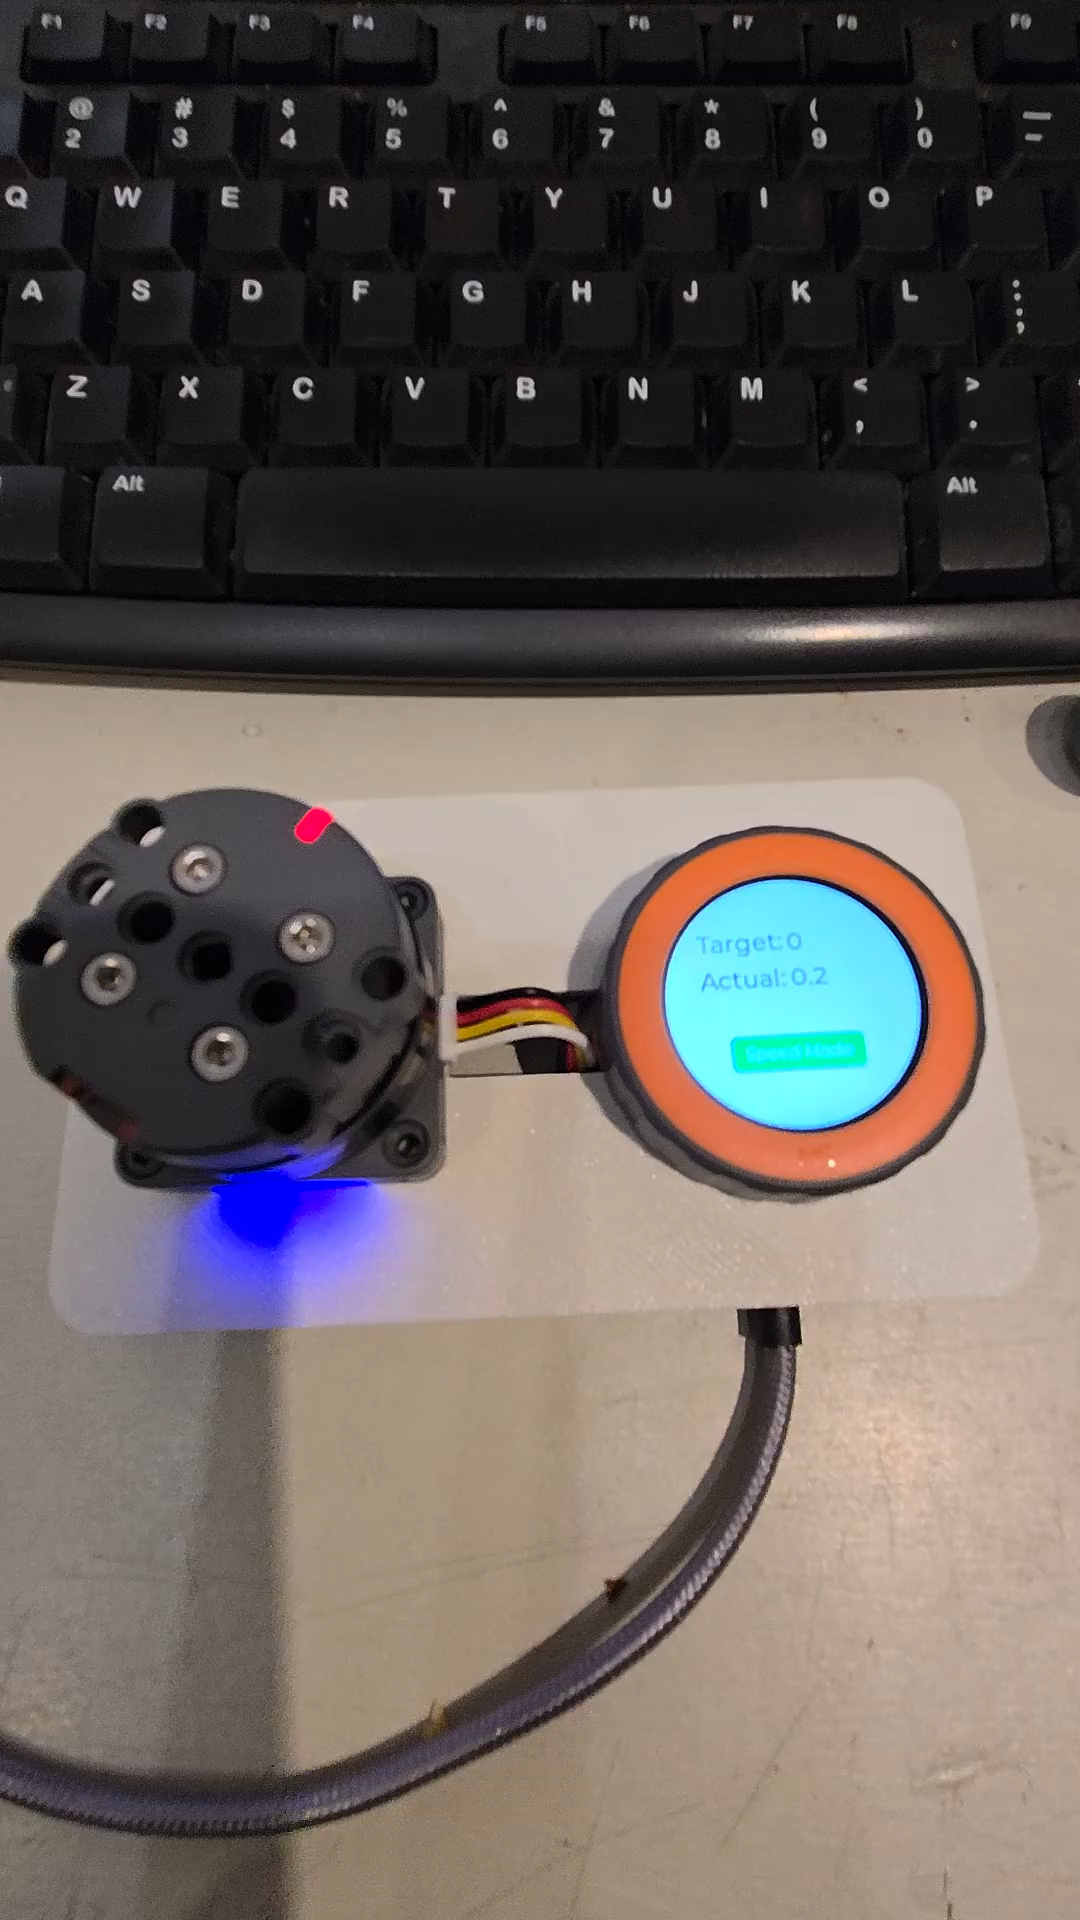 F1 F2 F3 F4 F5 F6 F7 F8 F9
@ # $ % ^ & * ( ) —
2 3 4 5 6 7 8 9 0 -
Q W E R T Y U I O P
A S D F G H J K L : ;
Z X C V B N M < , > .
Alt Alt
Target: 0
Actual: 0.2
Speed Mode